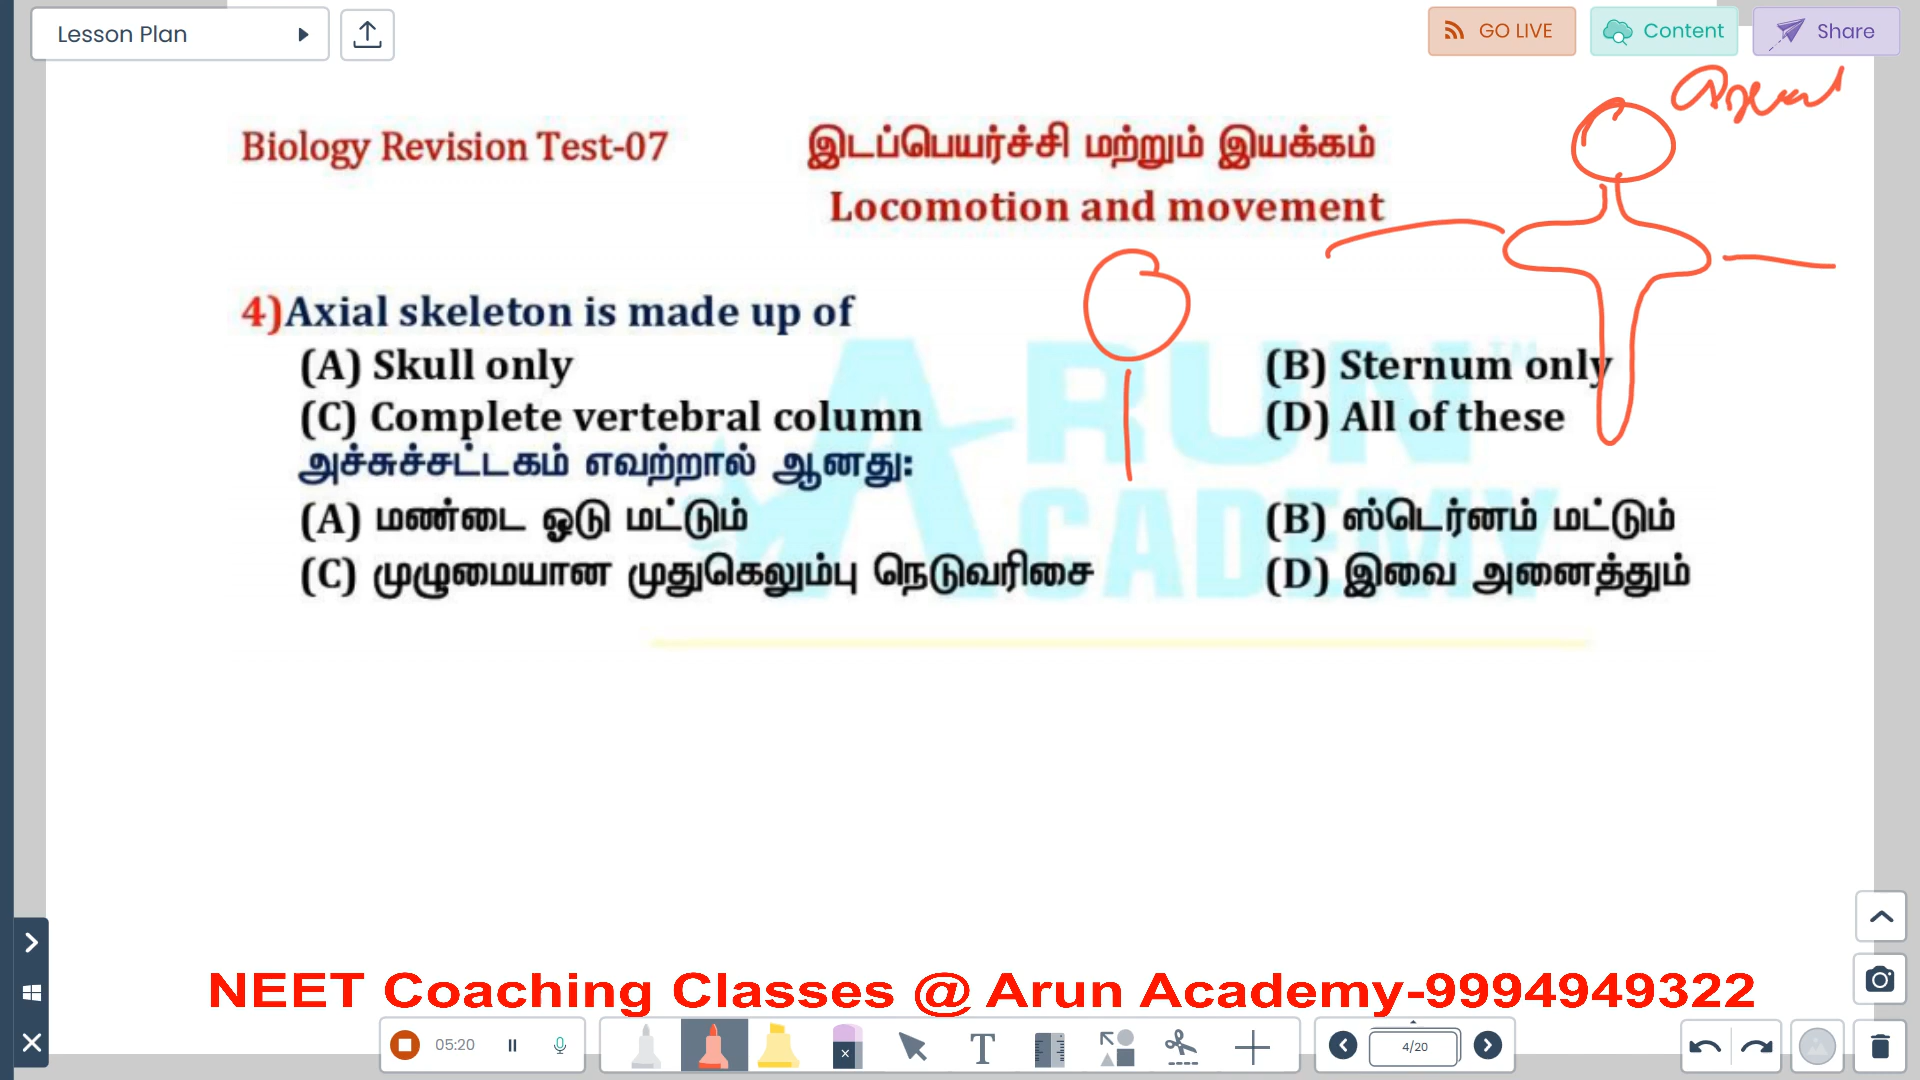 Lesson Plan
GO LIVE
Content
Share
Biology Revision Test-07
இடப்பெயர்ச்சி மற்றும் இயக்கம்
Locomotion and movement
4)Axial skeleton is made up of
(A) Skull only
(B) Sternum only
(C) Complete vertebral column
(D) All of these
அச்சுச்சட்டகம் எவற்றால் ஆனது:
(A) மண்டை ஓடு மட்டும்
(B) ஸ்டெர்னம் மட்டும்
(C) முழுமையான முதுகெலும்பு நெடுவரிசை
(D) இவை அனைத்தும்
ARUN
ACADEMY
NEET Coaching Classes @ Arun Academy-9994949322
05:20
T
4/20